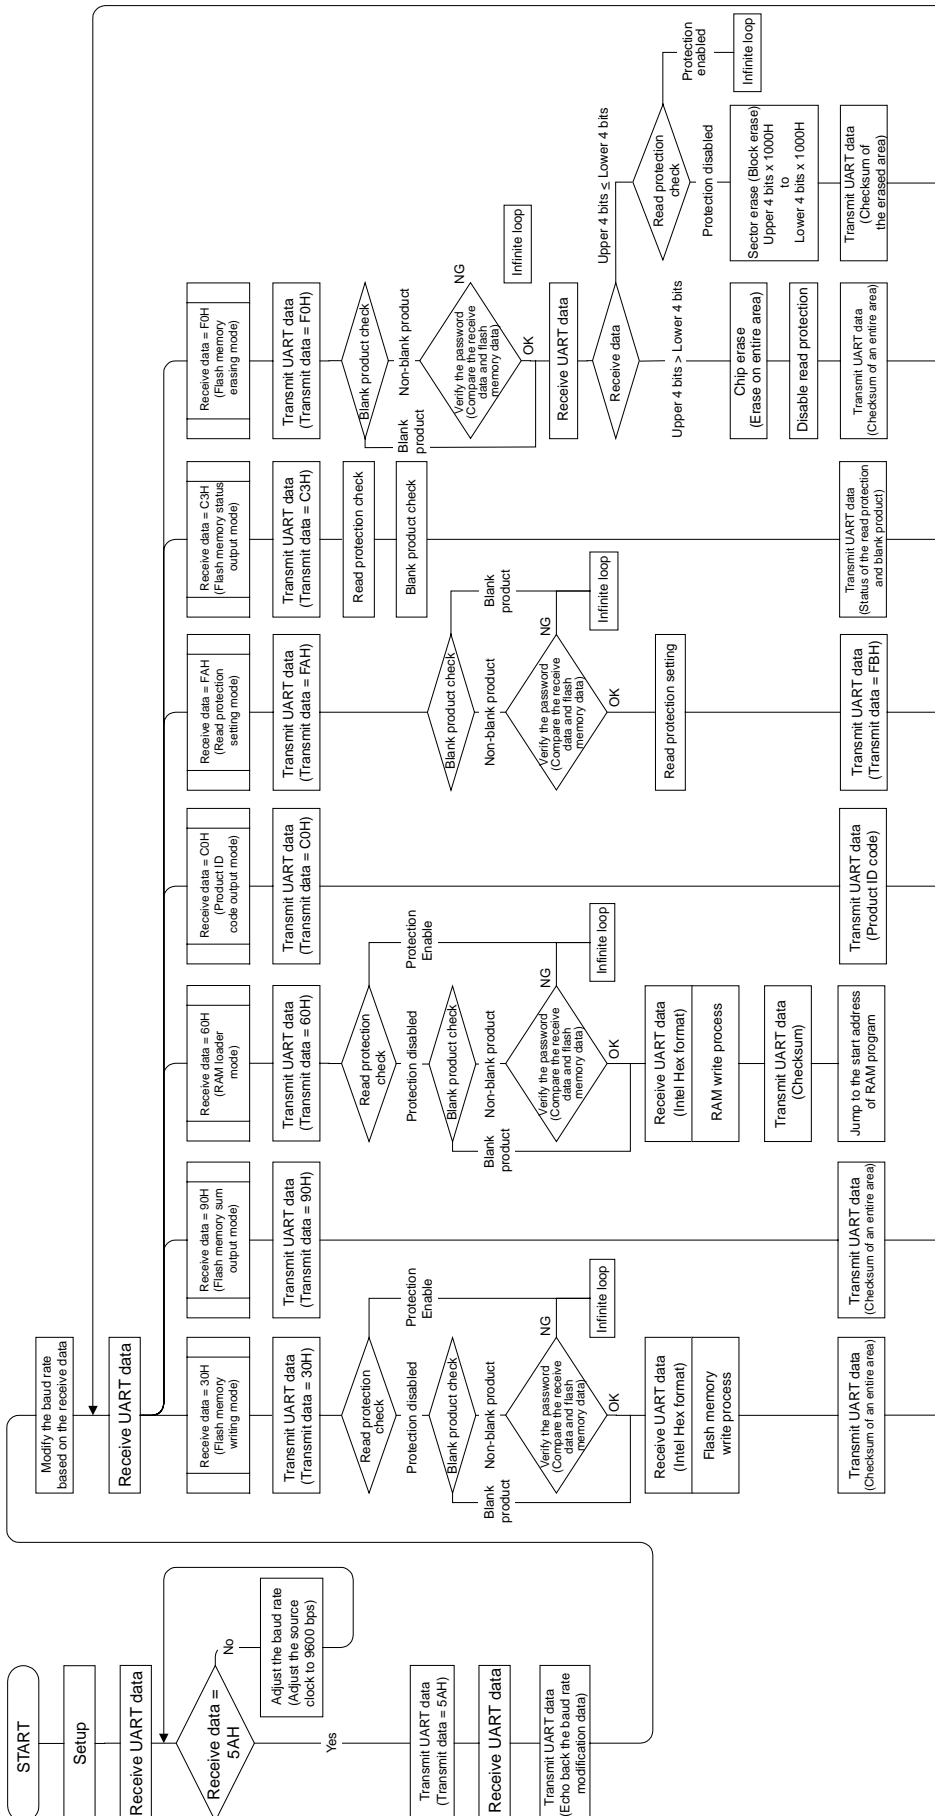 START
Setup
Receive UART data
Receive data =
5AH
No
Adjust the baud rate
(Adjust the source
clock to 9600 bps)
Yes
Transmit UART data
(Transmit data = 5AH)
Receive UART data
Transmit UART data
(Echo back the baud rate
modification data)
Modify the baud rate
based on the receive data
Receive UART data
Receive data = 30H
(Flash memory
writing mode)
Transmit UART data
(Transmit data = 30H)
Read protection
check
Protection
Enable
Protection disabled
Blank product check
Blank
product
Non-blank product
Verify the password
(Compare the receive
data and flash
memory data)
NG
Infinite loop
OK
Receive UART data
(Intel Hex format)
Flash memory
write process
Transmit UART data
(Checksum of an entire area)
Receive data = 90H
(Flash memory sum
output mode)
Transmit UART data
(Transmit data = 90H)
Transmit UART data
(Checksum of an entire area)
Receive data = 60H
(RAM loader
mode)
Transmit UART data
(Transmit data = 60H)
Read protection
check
Protection
Enable
Protection disabled
Blank product check
Blank
product
Non-blank product
Verify the password
(Compare the receive
data and flash
memory data)
NG
Infinite loop
OK
Receive UART data
(Intel Hex format)
RAM write process
Transmit UART data
(Checksum)
Jump to the start address
of RAM program
Receive data = C0H
(Product ID
code output mode)
Transmit UART data
(Transmit data = C0H)
Transmit UART data
(Product ID code)
Receive data = FAH
(Read protection
setting mode)
Transmit UART data
(Transmit data = FAH)
Blank product check
Blank
product
Non-blank product
Verify the password
(Compare the receive
data and flash
memory data)
NG
Infinite loop
OK
Read protection setting
Transmit UART data
(Transmit data = FBH)
Receive data = C3H
(Flash memory status
output mode)
Transmit UART data
(Transmit data = C3H)
Read protection check
Blank product check
Transmit UART data
(Status of the read protection
and blank product)
Receive data = F0H
(Flash memory
erasing mode)
Transmit UART data
(Transmit data = F0H)
Blank product check
Blank
product
Non-blank product
Verify the password
(Compare the receive
data and flash
memory data)
NG
Infinite loop
OK
Receive UART data
Receive data
Upper 4 bits > Lower 4 bits
Upper 4 bits ≤ Lower 4 bits
Chip erase
(Erase on entire area)
Disable read protection
Transmit UART data
(Checksum of an entire area)
Read protection
check
Protection
enabled
Infinite loop
Protection disabled
Sector erase (Block erase)
Upper 4 bits x 1000H
to
Lower 4 bits x 1000H
Transmit UART data
(Checksum of
the erased area)